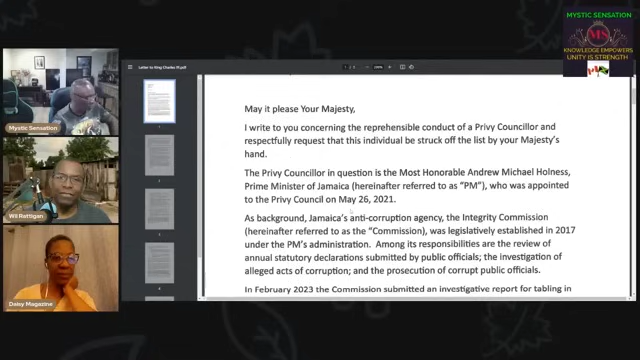 MYSTIC SENSATION
MS
KNOWLEDGE EMPOWERS
UNITY IS STRENGTH
Letter to King Charles III.pdf
May it please Your Majesty,
I write to you concerning the reprehensible conduct of a Privy Councillor and
respectfully request that this individual be struck off the list by your Majesty's
hand.
The Privy Councillor in question is the Most Honorable Andrew Michael Holness,
Prime Minister of Jamaica (hereinafter referred to as "PM"), who was appointed
to the Privy Council on May 26, 2021.
As background, Jamaica's anti-corruption agency, the Integrity Commission
(hereinafter referred to as the "Commission), was legislatively established in 2017
under the PM's administration. Among its responsibilities are the review of
annual statutory declarations submitted by public officials; the investigation of
alleged acts of corruption; and the prosecution of corrupt public officials.
In February 2023 the Commission submitted an investigative report for tabling in
Mystic Sensation
Wil Rattigan
Daisy Magazine